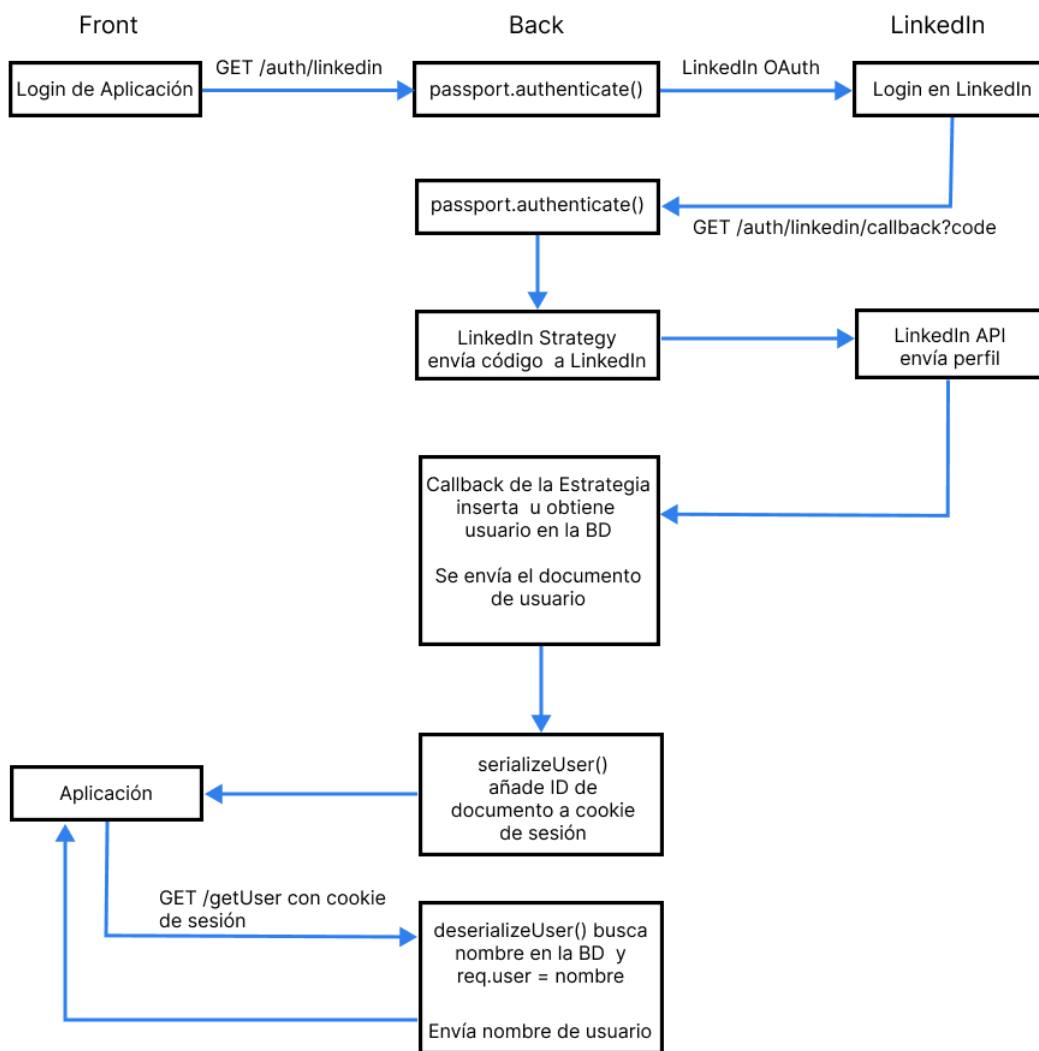 Front
Back
LinkedIn
Login de Aplicación
GET /auth/linkedin
passport.authenticate()
LinkedIn OAuth
Login en LinkedIn
passport.authenticate()
GET /auth/linkedin/callback?code
LinkedIn Strategy
envía código a LinkedIn
LinkedIn API
envía perfil
Callback de la Estrategia
inserta u obtiene
usuario en la BD
Se envía el documento
de usuario
serializeUser()
añade ID de
documento a cookie
de sesión
Aplicación
GET /getUser con cookie
de sesión
deserializeUser() busca
nombre en la BD y
req.user = nombre
Envía nombre de usuario